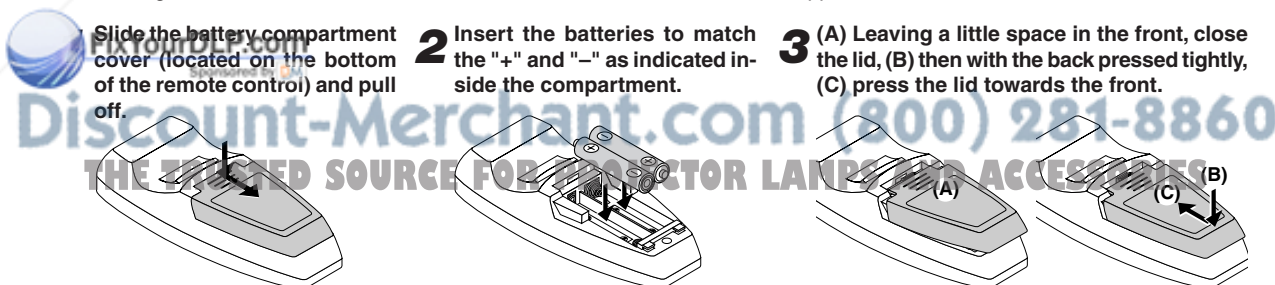 Slide the battery compartment
cover (located on the bottom
of the remote control) and pull
off.
2 Insert the batteries to match
the "+" and "–" as indicated in-
side the compartment.
3 (A) Leaving a little space in the front, close
the lid, (B) then with the back pressed tightly,
(C) press the lid towards the front.
FixYourDLP.com
Sponsored by DM
Discount-Merchant.com (800) 281-8860
THE TRUSTED SOURCE FOR PROJECTOR LAMPS AND ACCESSORIES
(A)
(C)
(B)